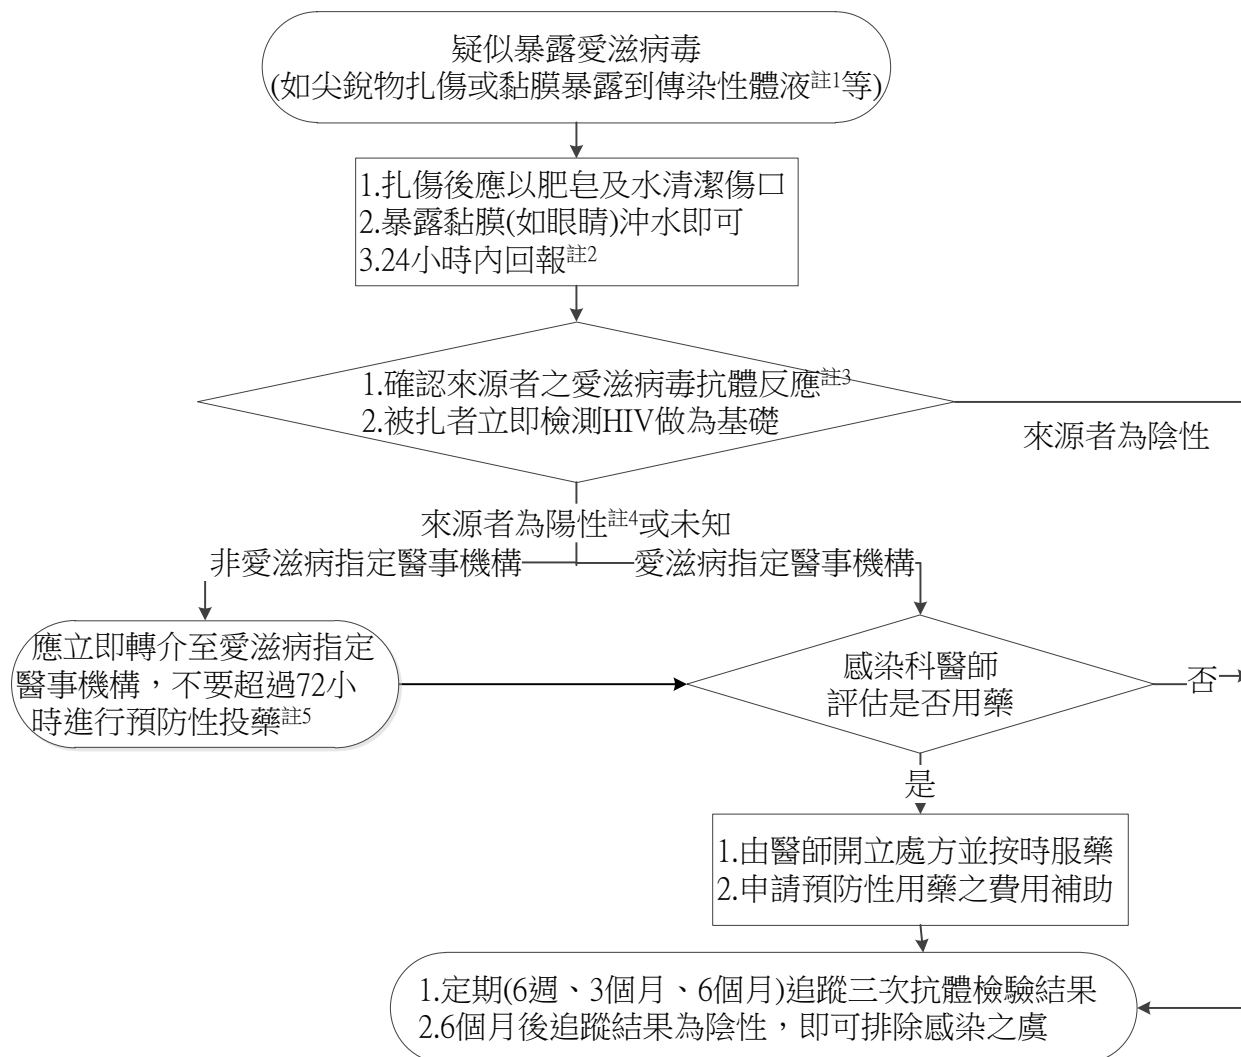 疑似暴露愛滋病毒
(如尖銳物扎傷或黏膜暴露到傳染性體液註1等)
1.扎傷後應以肥皂及水清潔傷口
2.暴露黏膜(如眼睛)沖水即可
3.24小時內回報註2
1.確認來源者之愛滋病毒抗體反應註3
2.被扎者立即檢測HIV做為基礎
來源者為陰性
來源者為陽性註4或未知
非愛滋病指定醫事機構
愛滋病指定醫事機構
應立即轉介至愛滋病指定
醫事機構，不要超過72小
時進行預防性投藥註5
感染科醫師
評估是否用藥
否
是
1.由醫師開立處方並按時服藥
2.申請預防性用藥之費用補助
1.定期(6週、3個月、6個月)追蹤三次抗體檢驗結果
2.6個月後追蹤結果為陰性，即可排除感染之虞